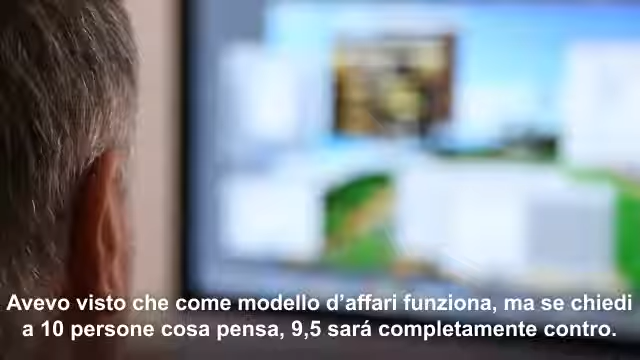 Avevo visto che come modello d’affari funziona, ma se chiedi
a 10 persone cosa pensa, 9,5 sará completamente contro.